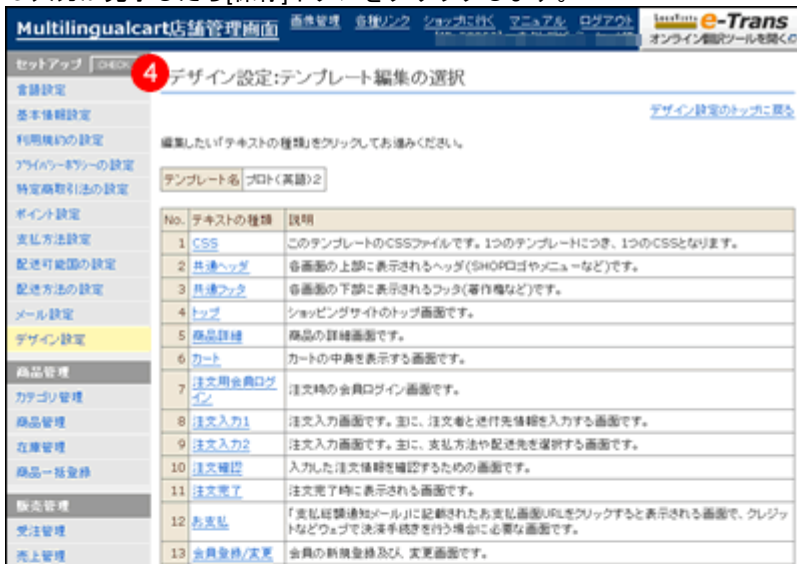 Multilingualcart店舗管理画面
画像管理 各種リンク ショップに行く マニュアル ログアウト
e-Trans
オンライン翻訳ツールを開く
セットアップ CHECK
言語設定
基本情報設定
利用規約の設定
プライバシーポリシーの設定
特定商取引法の設定
ポイント設定
支払方法設定
配送可能国の設定
配送方法の設定
メール設定
デザイン設定
商品管理
カテゴリ管理
商品管理
在庫管理
商品一括登録
販売管理
受注管理
売上管理
4
デザイン設定:テンプレート編集の選択
デザイン設定のトップに戻る
編集したい「テキストの種類」をクリックしてお進みください。
テンプレート名 プロト(英語)2
No. テキストの種類 説明
1 CSS このテンプレートのCSSファイルです。1つのテンプレートにつき、1つのCSSとなります。
2 共通ヘッダ 各画面の上部に表示されるヘッダ(SHOPロゴやメニューなど)です。
3 共通フッタ 各画面の下部に表示されるフッタ(著作権など)です。
4 トップ ショッピングサイトのトップ画面です。
5 商品詳細 商品の詳細画面です。
6 カート カートの中身を表示する画面です。
7 注文用会員ログイン 注文時の会員ログイン画面です。
8 注文入力1 注文入力画面です。主に、注文者と送付先情報を入力する画面です。
9 注文入力2 注文入力画面です。主に、支払方法や配送先を選択する画面です。
10 注文確認 入力した注文情報を確認するための画面です。
11 注文完了 注文完了時に表示される画面です。
12 お支払 「支払総額通知メール」に記載されたお支払画面URLをクリックすると表示される画面で、クレジッ
トなどウェブで決済手続きを行う場合に必要な画面です。
13 会員登録/変更 会員の新規登録及び、変更画面です。